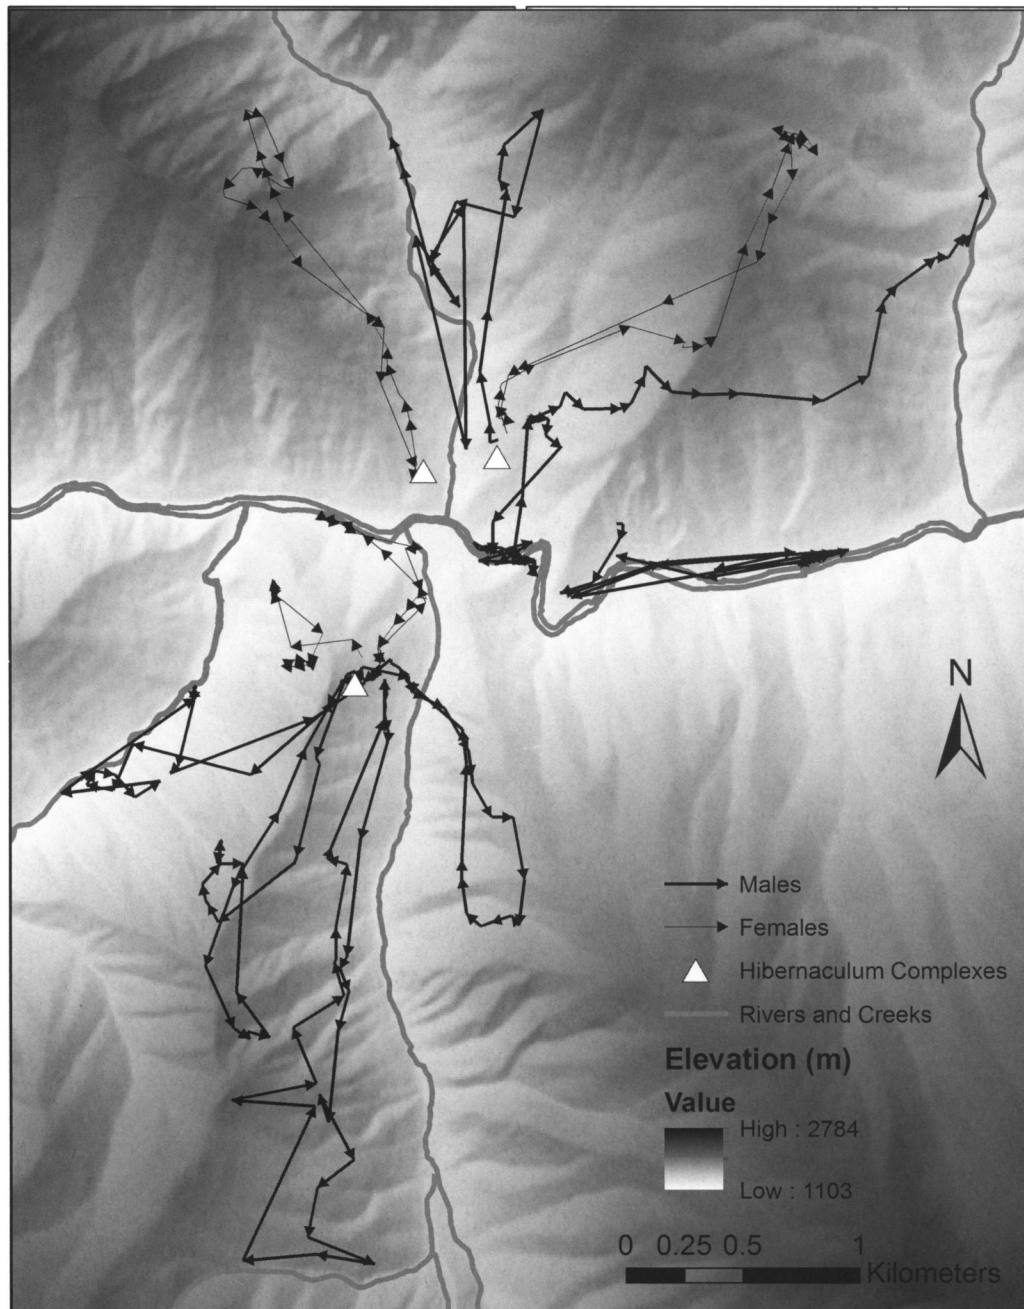 N
Males
Females
Hibernaculum Complexes
Rivers and Creeks
Elevation (m)
Value
High : 2784
Low : 1103
0 0.25 0.5 1
Kilometers